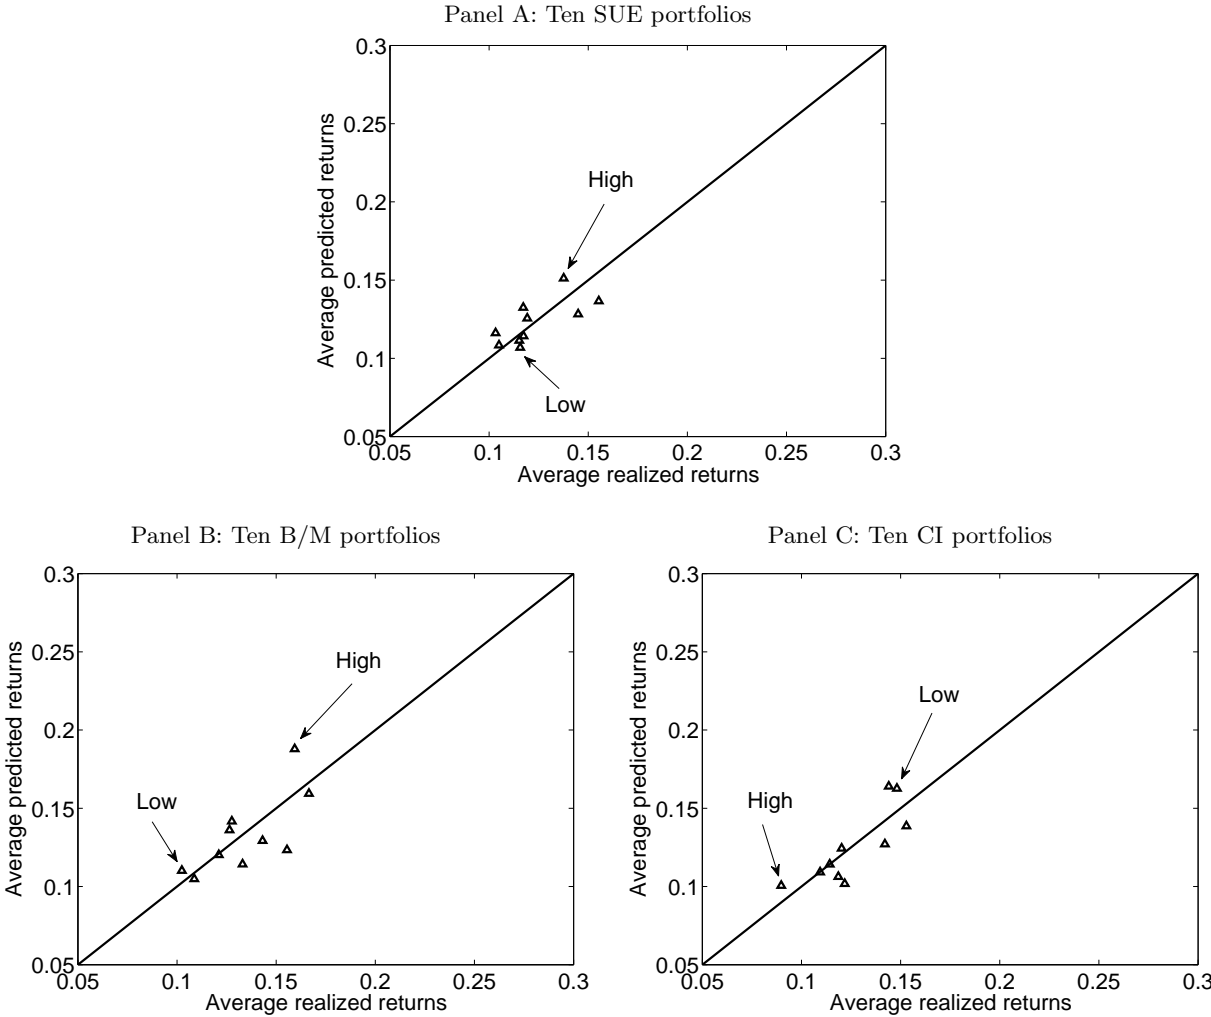 Panel A: Ten SUE portfolios
0.3
0.25
0.2
0.15
0.1
0.05
Average predicted returns
High
Low
0.05 0.1 0.15 0.2 0.25 0.3
Average realized returns
Panel B: Ten B/M portfolios
0.3
0.25
0.2
0.15
0.1
0.05
Average predicted returns
High
Low
0.05 0.1 0.15 0.2 0.25 0.3
Average realized returns
Panel C: Ten CI portfolios
0.3
0.25
0.2
0.15
0.1
0.05
Average predicted returns
Low
High
0.05 0.1 0.15 0.2 0.25 0.3
Average realized returns